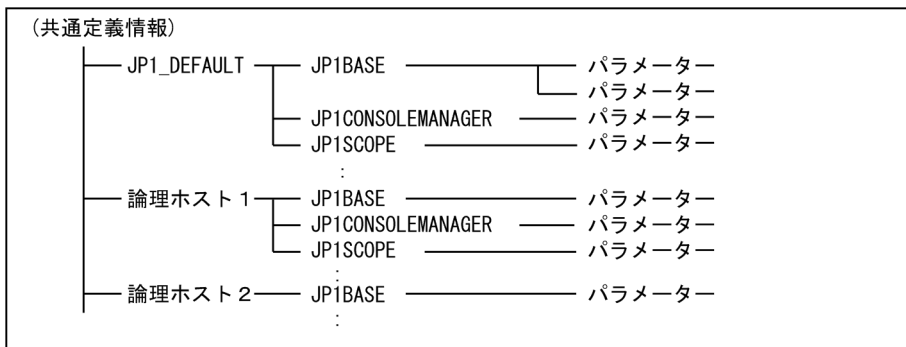 （共通定義情報）
JP1_DEFAULT JP1BASE パラメーター
パラメーター
JP1CONSOLEMANAGER パラメーター
JP1SCOPE パラメーター
：
論理ホスト１ JP1BASE パラメーター
JP1CONSOLEMANAGER パラメーター
JP1SCOPE パラメーター
：
論理ホスト２ JP1BASE パラメーター
：